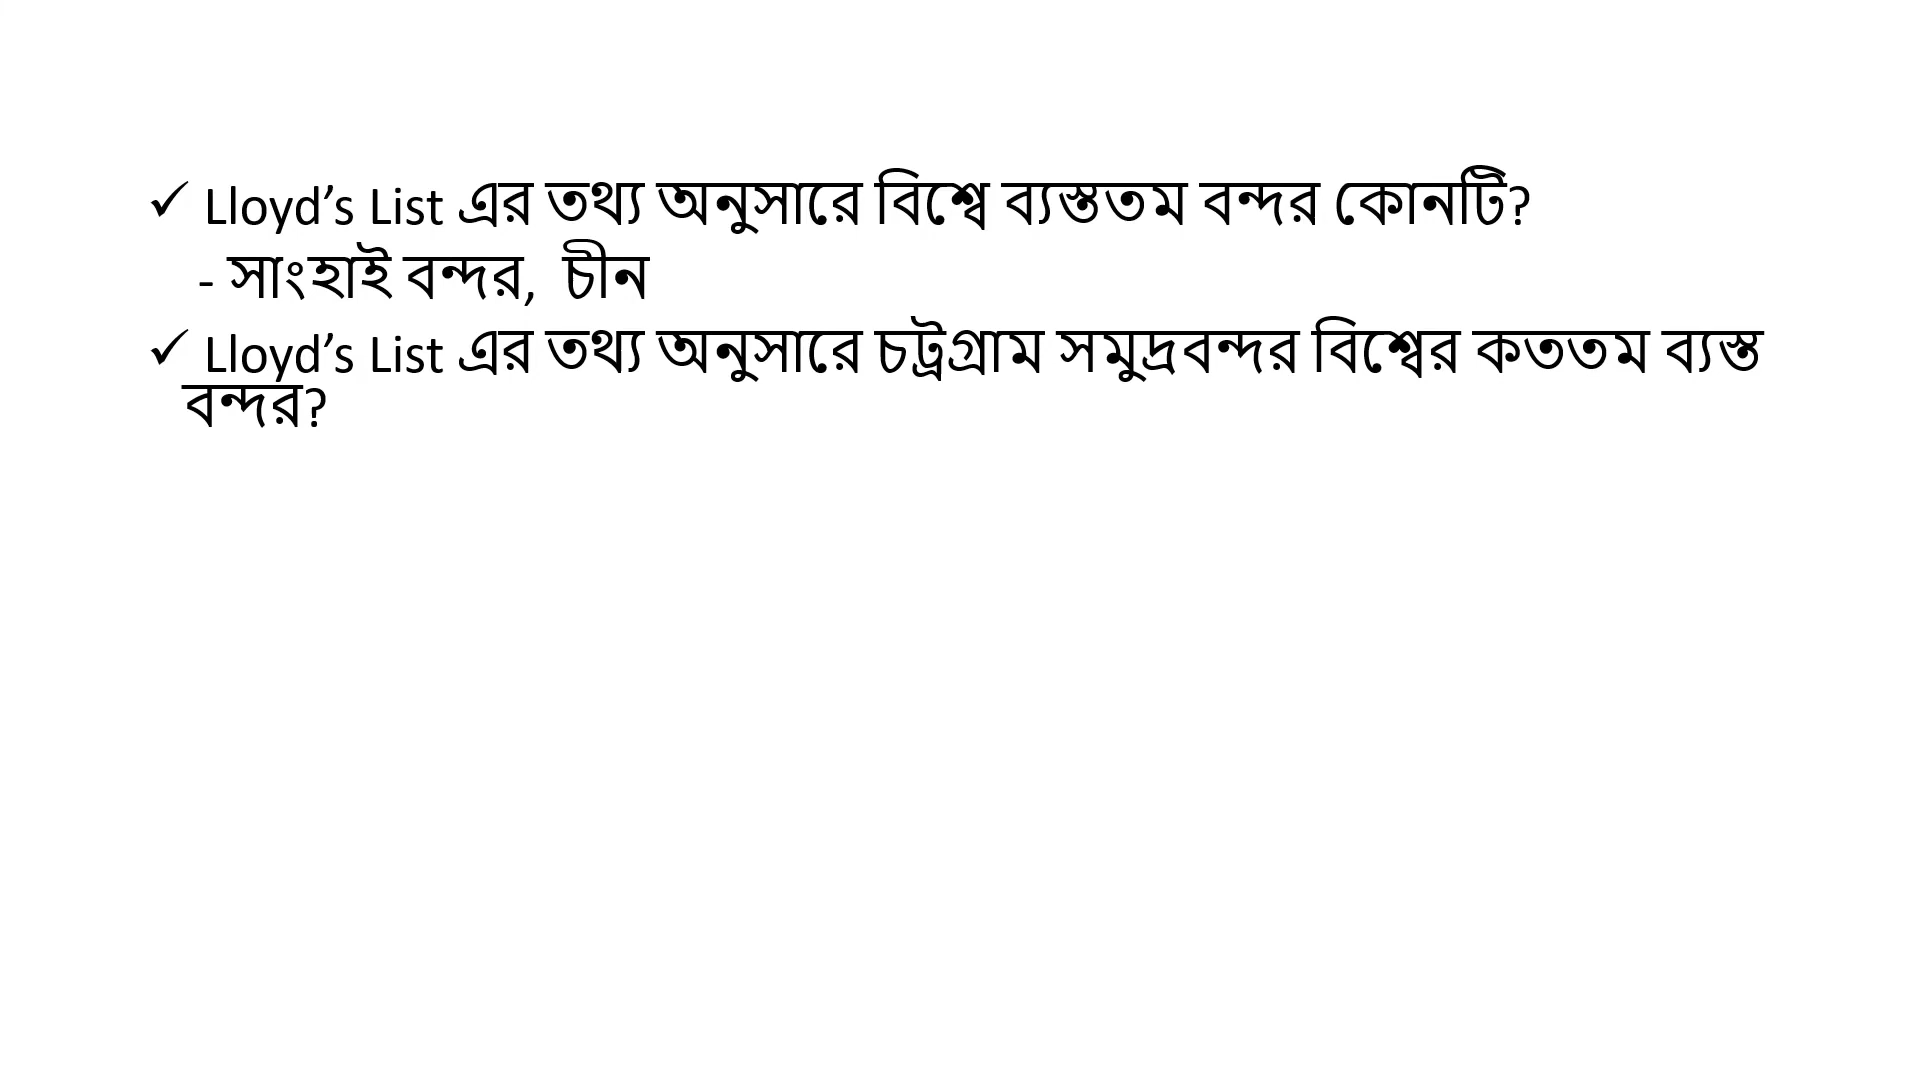 ✓ Lloyd’s List এর তথ্য অনুসারে বিশ্বে ব্যস্ততম বন্দর কোনটি?
- সাংহাই বন্দর, চীন
✓ Lloyd’s List এর তথ্য অনুসারে চট্রগ্রাম সমুদ্রবন্দর বিশ্বের কততম ব্যস্ত
বন্দর?